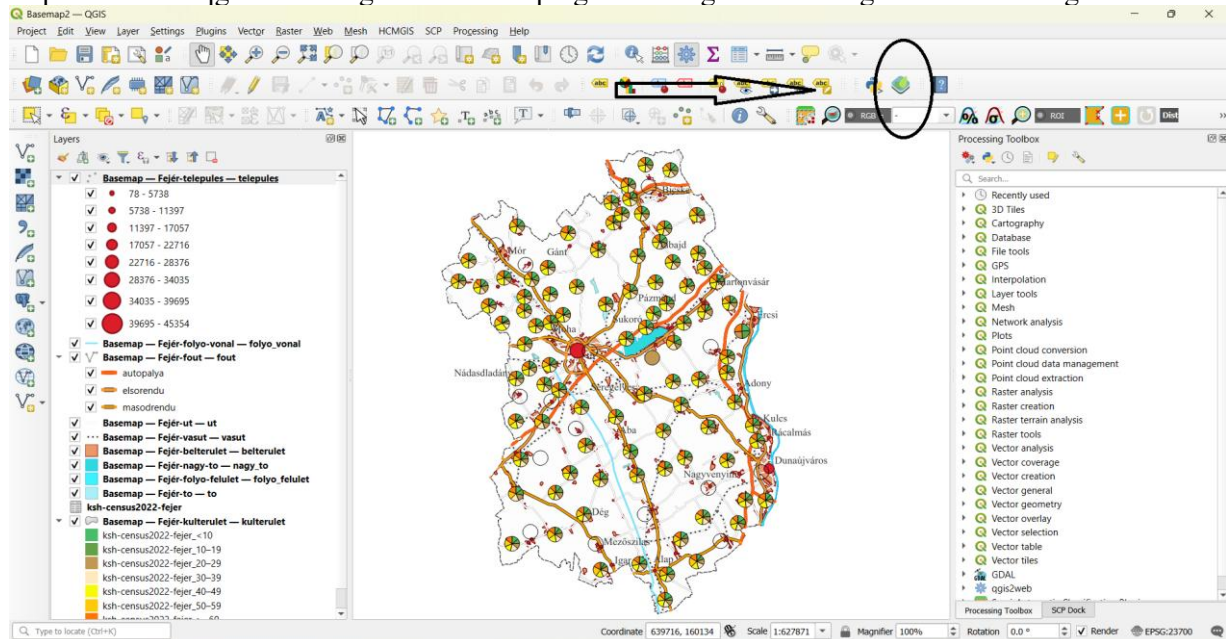 Basemap2 — QGIS
Project Edit View Layer Settings Plugins Vector Raster Web Mesh HCMGIS SCP Processing Help
RGB = -
ROI
Dist
Layers
Basemap — Fejér-telepules — telepules
78 - 5738
5738 - 11397
11397 - 17057
17057 - 22716
22716 - 28376
28376 - 34035
34035 - 39695
39695 - 45354
Basemap — Fejér-folyo-vonal — folyo_vonal
Basemap — Fejér-fout — fout
autopalya
elsorendu
masodrendu
Basemap — Fejér-ut — ut
Basemap — Fejér-vasut — vasut
Basemap — Fejér-belterulet — belterulet
Basemap — Fejér-nagy-to — nagy_to
Basemap — Fejér-folyo-felulet — folyo_felulet
Basemap — Fejér-to — to
ksh-census2022-fejer
Basemap — Fejér-kulterulet — kulterulet
ksh-census2022-fejer_<10
ksh-census2022-fejer_10–19
ksh-census2022-fejer_20–29
ksh-census2022-fejer_30–39
ksh-census2022-fejer_40–49
ksh-census2022-fejer_50–59
Mór
Gánt
Sukoró
Nádasdladány
Adony
Aba
Kulcs
Rácalmás
Dunaújváros
Nagyvenyim
Dég
Mezőszilas
Igar
Alap
Processing Toolbox
Search...
Recently used
3D Tiles
Cartography
Database
File tools
GPS
Interpolation
Layer tools
Mesh
Network analysis
Plots
Point cloud conversion
Point cloud data management
Point cloud extraction
Raster analysis
Raster creation
Raster terrain analysis
Raster tools
Vector analysis
Vector coverage
Vector creation
Vector general
Vector geometry
Vector overlay
Vector selection
Vector table
Vector tiles
GDAL
qgis2web
Processing Toolbox SCP Dock
Type to locate (Ctrl+K)
Coordinate 639716, 160134 Scale 1:627871 Magnifier 100% Rotation 0.0 ° Render EPSG:23700